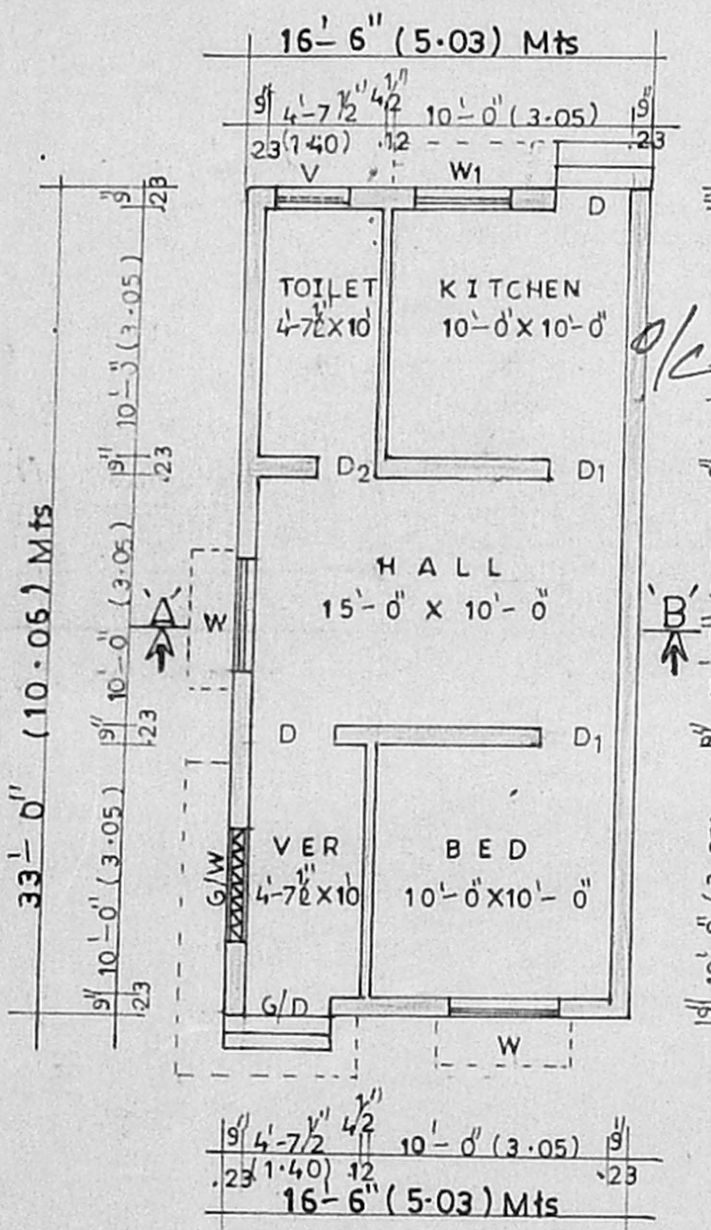 16'-6" (5.03) Mts
9" 4'-7½" 4½" 10'-0" (3.05) 9"
.23 (1.40) .12 .23
V W1 D
TOILET KITCHEN
4'-7½"X10' 10'-0"X10'-0"
O/C
D2 D1
HALL
15'-0" X 10'-0"
'A' W 'B'
D D1
VER BED
4'-7½"X10' 10'-0"X10'-0"
G/W
G/D
W
33'-0" (10.06) Mts
9" 10'-0" (3.05) 9" 10'-0" (3.05) 9" 10'-0" (3.05) 9"
.23 .23 .23 .23
9" 4'-7½" 4½" 10'-0" (3.05) 9"
.23 (1.40) .12 .23
16'-6" (5.03) Mts